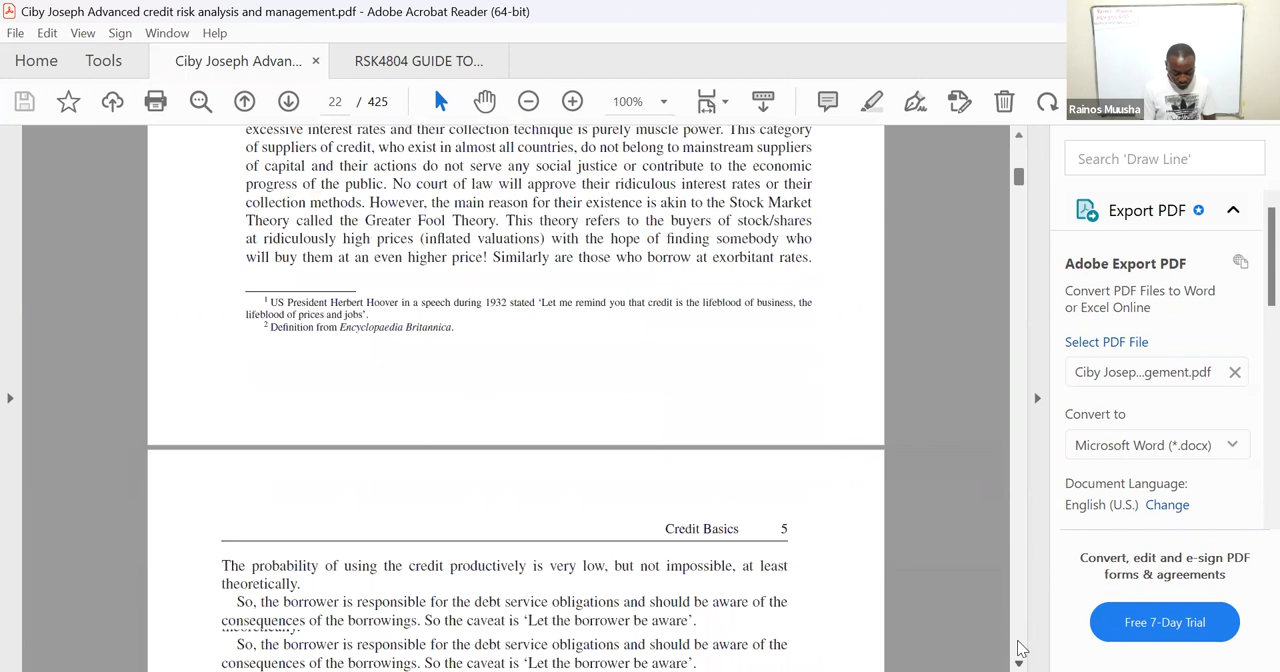 Ciby Joseph Advanced credit risk analysis and management.pdf - Adobe Acrobat Reader (64-bit)
File Edit View Sign Window Help
Home Tools Ciby Joseph Advan... × RSK4804 GUIDE TO...
22 / 425 100%
Rainos Muusha
excessive interest rates and their collection technique is purely muscle power. This category
of suppliers of credit, who exist in almost all countries, do not belong to mainstream suppliers
of capital and their actions do not serve any social justice or contribute to the economic
progress of the public. No court of law will approve their ridiculous interest rates or their
collection methods. However, the main reason for their existence is akin to the Stock Market
Theory called the Greater Fool Theory. This theory refers to the buyers of stock/shares
at ridiculously high prices (inflated valuations) with the hope of finding somebody who
will buy them at an even higher price! Similarly are those who borrow at exorbitant rates.
1 US President Herbert Hoover in a speech during 1932 stated ‘Let me remind you that credit is the lifeblood of business, the
lifeblood of prices and jobs’.
2 Definition from Encyclopaedia Britannica.
Credit Basics 5
The probability of using the credit productively is very low, but not impossible, at least
theoretically.
So, the borrower is responsible for the debt service obligations and should be aware of the
consequences of the borrowings. So the caveat is ‘Let the borrower be aware’.
So, the borrower is responsible for the debt service obligations and should be aware of the
consequences of the borrowings. So the caveat is ‘Let the borrower be aware’.
Search 'Draw Line'
Export PDF
Adobe Export PDF
Convert PDF Files to Word
or Excel Online
Select PDF File
Ciby Josep...gement.pdf
Convert to
Microsoft Word (*.docx)
Document Language:
English (U.S.) Change
Convert, edit and e-sign PDF
forms & agreements
Free 7-Day Trial